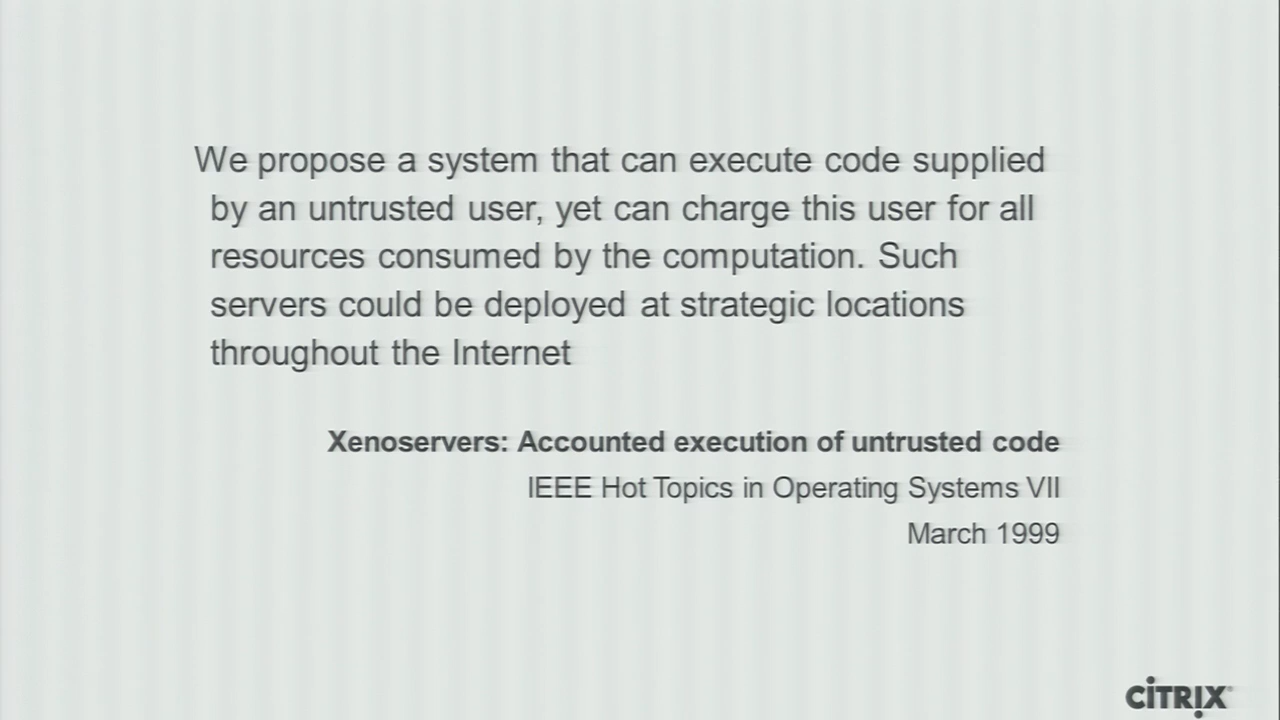 We propose a system that can execute code supplied
by an untrusted user, yet can charge this user for all
resources consumed by the computation. Such
servers could be deployed at strategic locations
throughout the Internet
Xenoservers: Accounted execution of untrusted code
IEEE Hot Topics in Operating Systems VII
March 1999
CITRIX